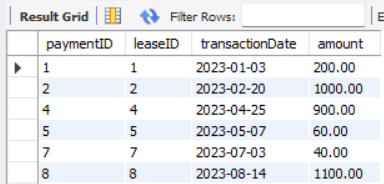 Result Grid Filter Rows: E
paymentID leaseID transactionDate amount
1 1 2023-01-03 200.00
2 2 2023-02-20 1000.00
4 4 2023-04-25 900.00
5 5 2023-05-07 60.00
7 7 2023-07-03 40.00
8 8 2023-08-14 1100.00